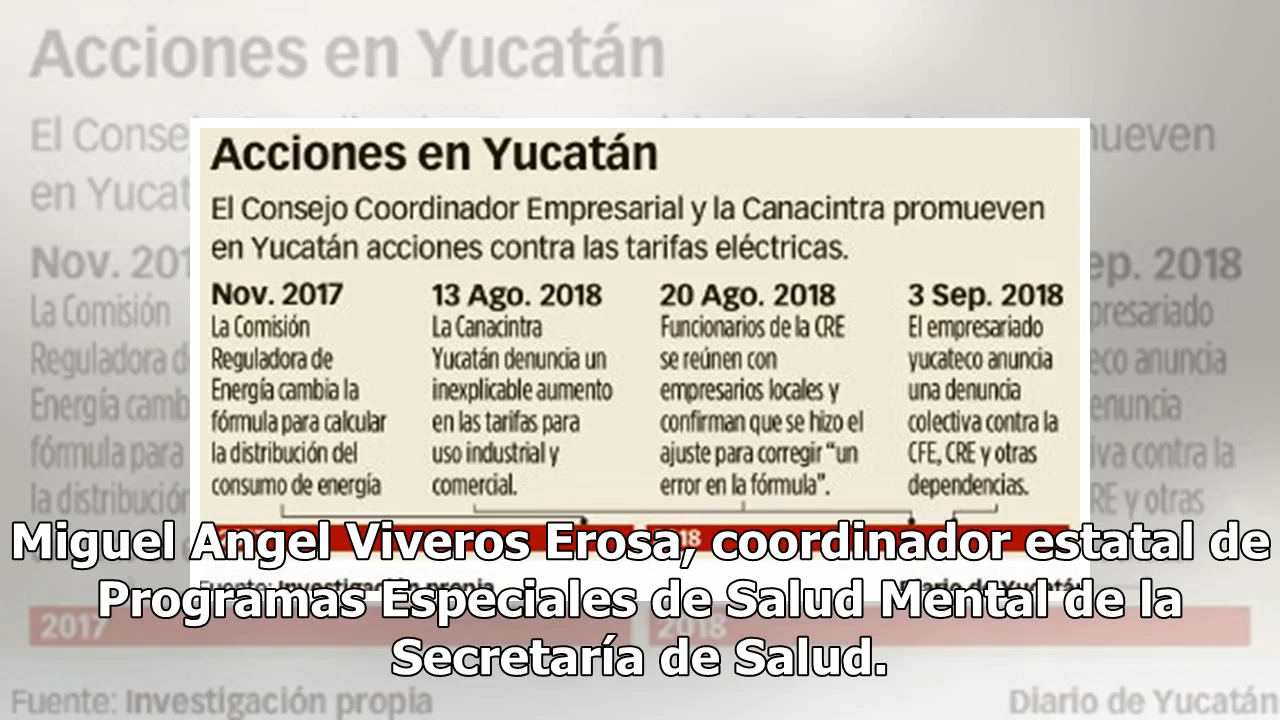 Acciones en Yucatán
El Consejo Coordinador Empresarial y la Canacintra promueven
en Yucatán acciones contra las tarifas eléctricas.
Nov. 2017
La Comisión
Reguladora de
Energía cambia la
fórmula para calcular
la distribución del
consumo de energía
13 Ago. 2018
La Canacintra
Yucatán denuncia un
inexplicable aumento
en las tarifas para
uso industrial y
comercial.
20 Ago. 2018
Funcionarios de la CRE
se reúnen con
empresarios locales y
confirman que se hizo el
ajuste para corregir “un
error en la fórmula”.
3 Sep. 2018
El empresariado
yucateco anuncia
una denuncia
colectiva contra la
CFE, CRE y otras
dependencias.
Miguel Angel Viveros Erosa, coordinador estatal de
Programas Especiales de Salud Mental de la
Secretaría de Salud.
2017
2018
Fuente: Investigación propia
Diario de Yucatán